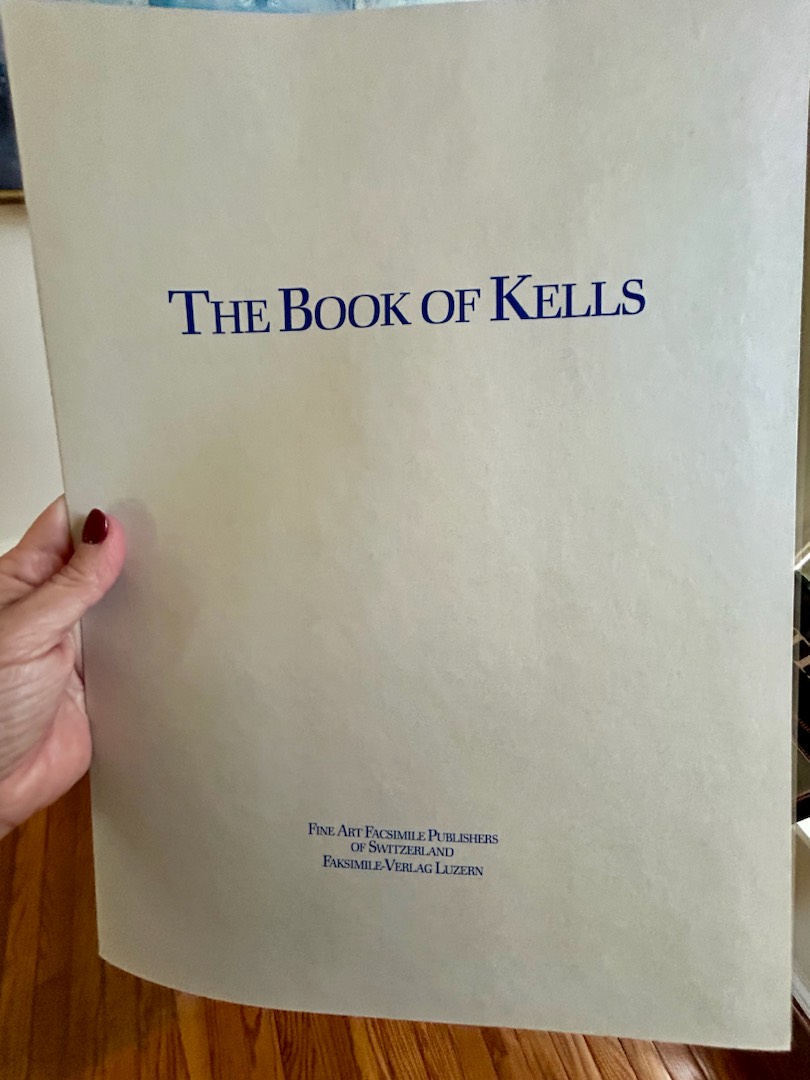 THE BOOK OF KELLS
FINE ART FACSIMILE PUBLISHERS
OF SWITZERLAND
FAKSIMILE-VERLAG LUZERN